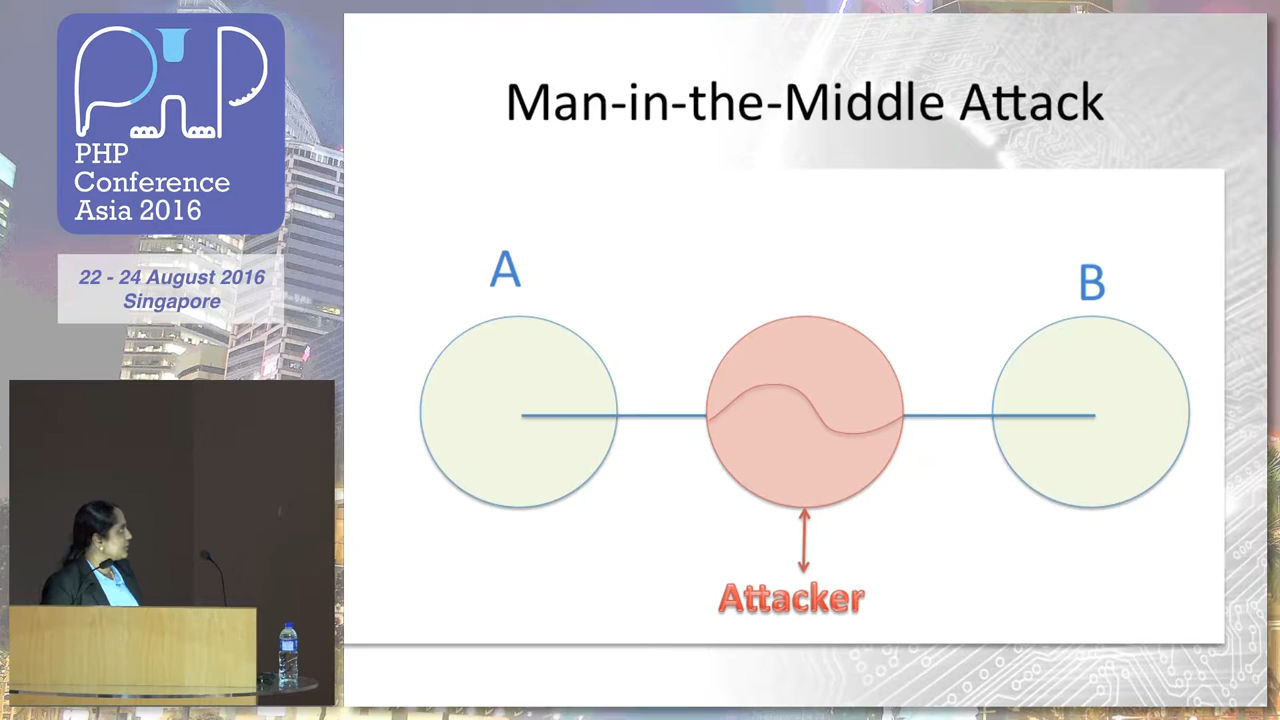 PHP
Conference
Asia 2016
22 - 24 August 2016
Singapore
Man-in-the-Middle Attack
A
B
Attacker